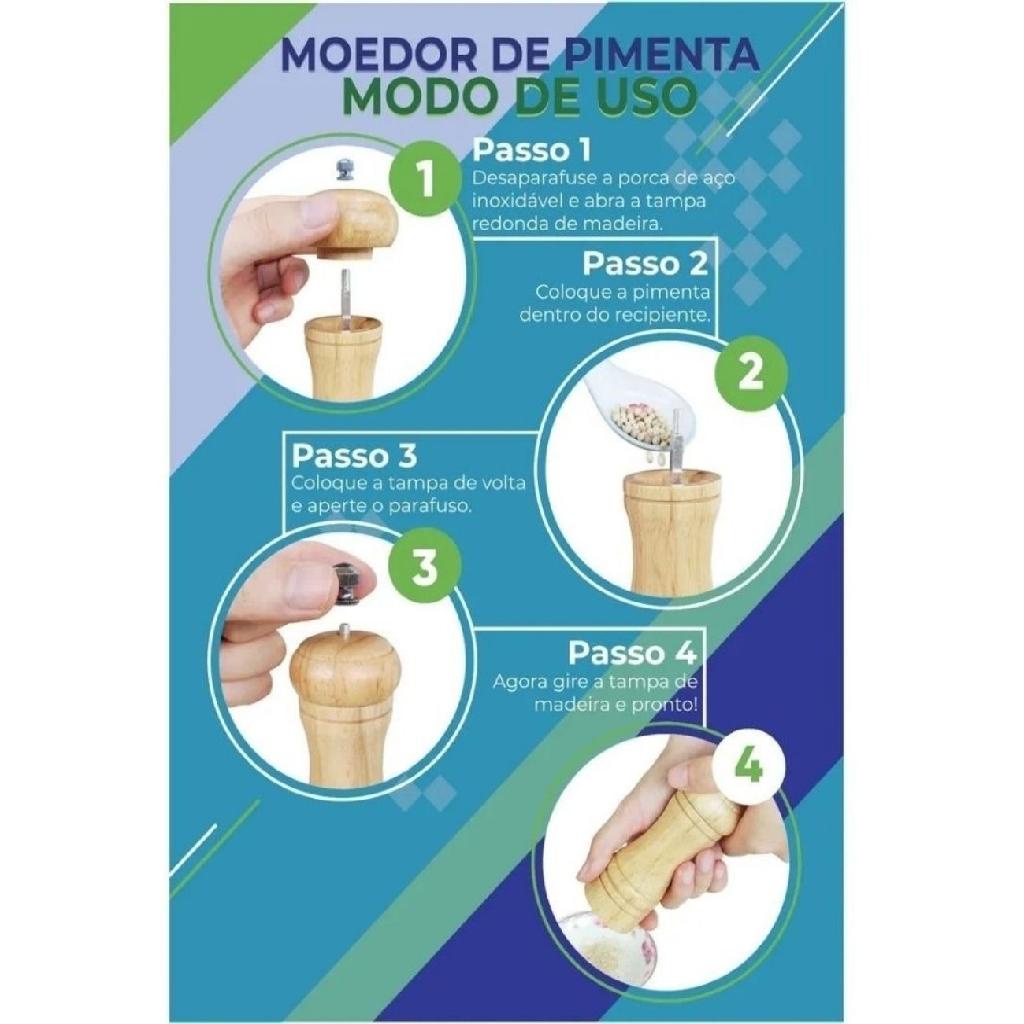 MOEDOR DE PIMENTA
MODO DE USO
1
Passo 1
Desaparafuse a porca de aço
inoxidável e abra a tampa
redonda de madeira.
Passo 2
Coloque a pimenta
dentro do recipiente.
2
Passo 3
Coloque a tampa de volta
e aperte o parafuso.
3
Passo 4
Agora gire a tampa de
madeira e pronto!
4